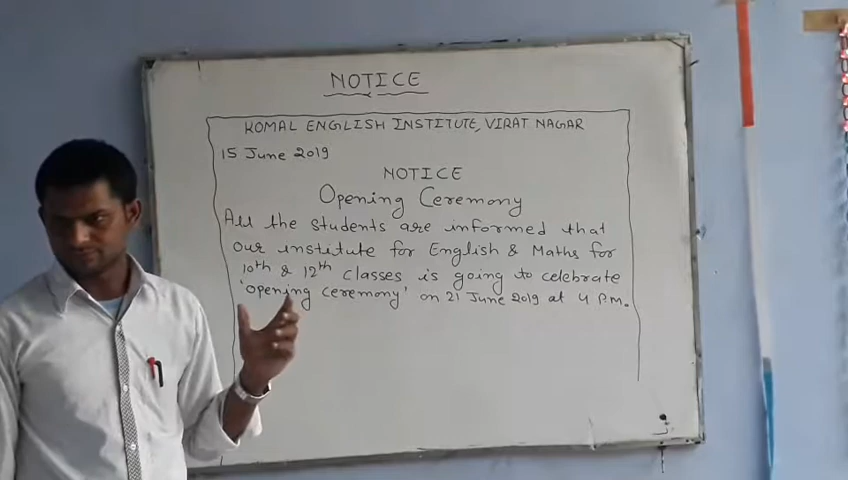 NOTICE
KOMAL ENGLISH INSTITUTE, VIRAT NAGAR
15 June 2019
NOTICE
Opening Ceremony
All the students are informed that
our institute for English & Maths for
10th & 12th classes is going to celebrate
'opening ceremony' on 21 June 2019 at 4 P.M.